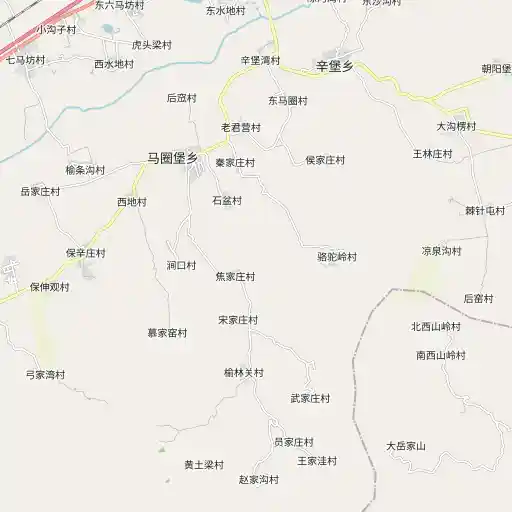 东六马坊村
东水地村
东沙沟村
小沟子村
虎头梁村
七马坊村
西水地村
辛堡湾村
辛堡乡
朝阳堡
后窊村
东马圈村
老君营村
大沟楞村
马圈堡乡
秦家庄村
侯家庄村
王林庄村
榆条沟村
岳家庄村
西地村
石盆村
棘针屯村
保辛庄村
涧口村
骆驼岭村
凉泉沟村
保伸观村
焦家庄村
后窑村
慕家窑村
宋家庄村
北西山岭村
南西山岭村
弓家湾村
榆林关村
武家庄村
员家庄村
大岳家山
黄土梁村
王家洼村
赵家沟村